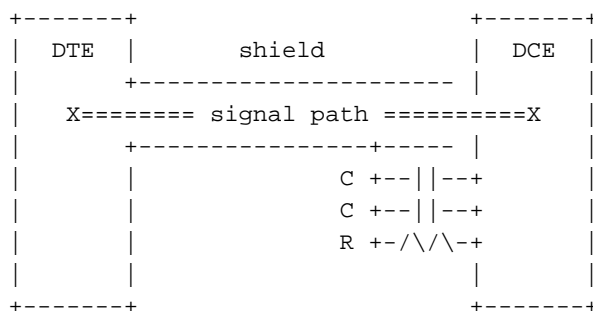 DTE shield DCE
X======== signal path ==========X
C
C
R